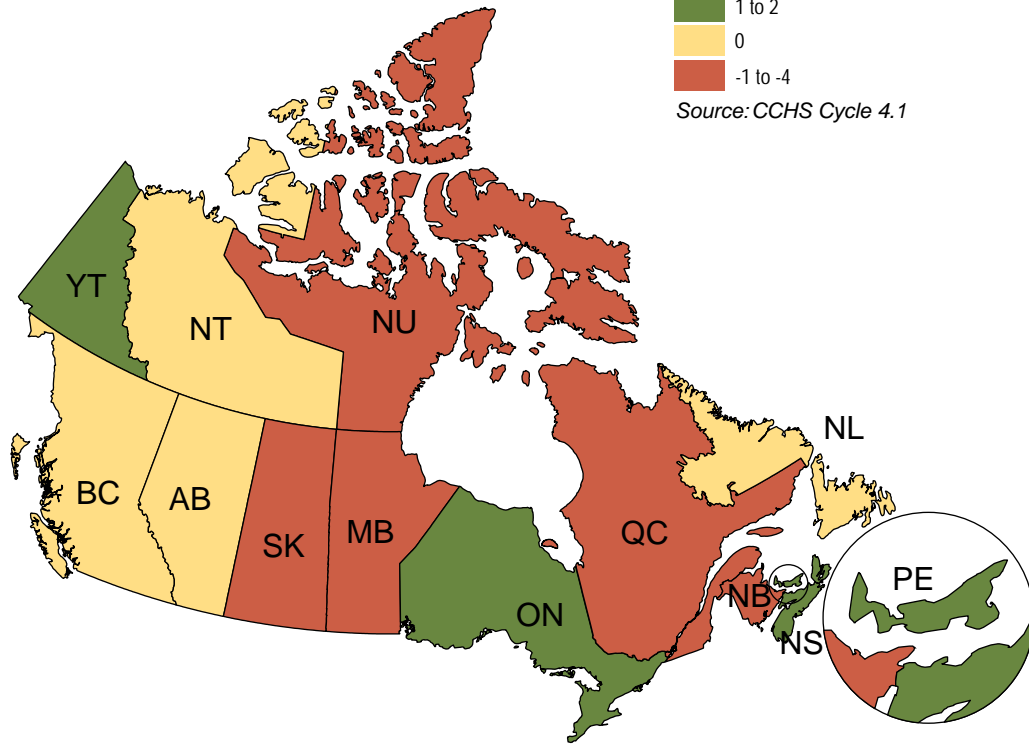 1 to 2
0
-1 to -4
Source: CCHS Cycle 4.1
YT
NT
NU
NL
BC
AB
SK
MB
QC
PE
NB
ON
NS